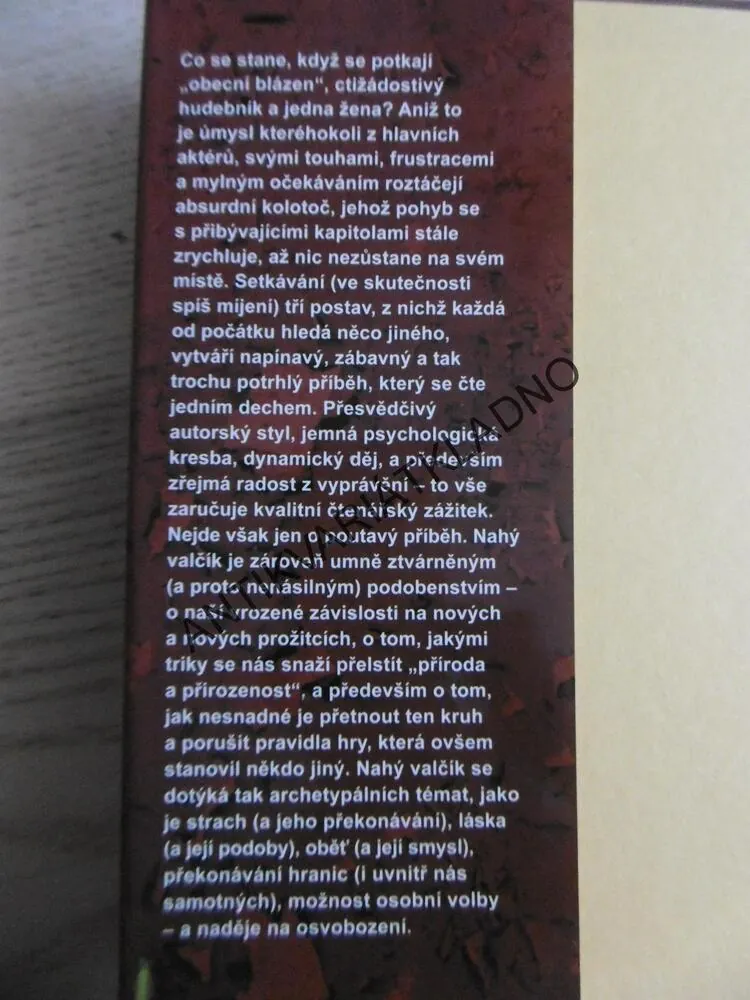 Co se stane, když se potkají
„obecní blázen“, ctižádostivý
hudebník a jedna žena? Aniž to
je úmysl kteréhokoli z hlavních
aktérů, svými touhami, frustracemi
a mylným očekáváním roztáčejí
absurdní kolotoč, jehož pohyb se
s přibývajícími kapitolami stále
zrychluje, až nic nezůstane na svém
místě. Setkávání (ve skutečnosti
spíš míjení) tří postav, z nichž každá
od počátku hledá něco jiného,
vytváří napínavý, zábavný a tak
trochu potrhlý příběh, který se čte
jedním dechem. Přesvědčivý
autorský styl, jemná psychologická
kresba, dynamický děj, a především
zřejmá radost z vyprávění – to vše
zaručuje kvalitní čtenářský zážitek.
Nejde však jen o poutavý příběh. Nahý
valčík je zároveň umně ztvárněným
(a proto nenásilným) podobenstvím –
o naší vrozené závislosti na nových
a nových prožitcích, o tom, jakými
triky se nás snaží přelstít „příroda
a přirozenost“, a především o tom,
jak nesnadné je přetnout ten kruh
a porušit pravidla hry, která ovšem
stanovil někdo jiný. Nahý valčík se
dotýká tak archetypálních témat, jako
je strach (a jeho překonávání), láska
(a její podoby), oběť (a její smysl),
překonávání hranic (i uvnitř nás
samotných), možnost osobní volby
– a naděje na osvobození.
ANTIKVARIÁTKLADNO